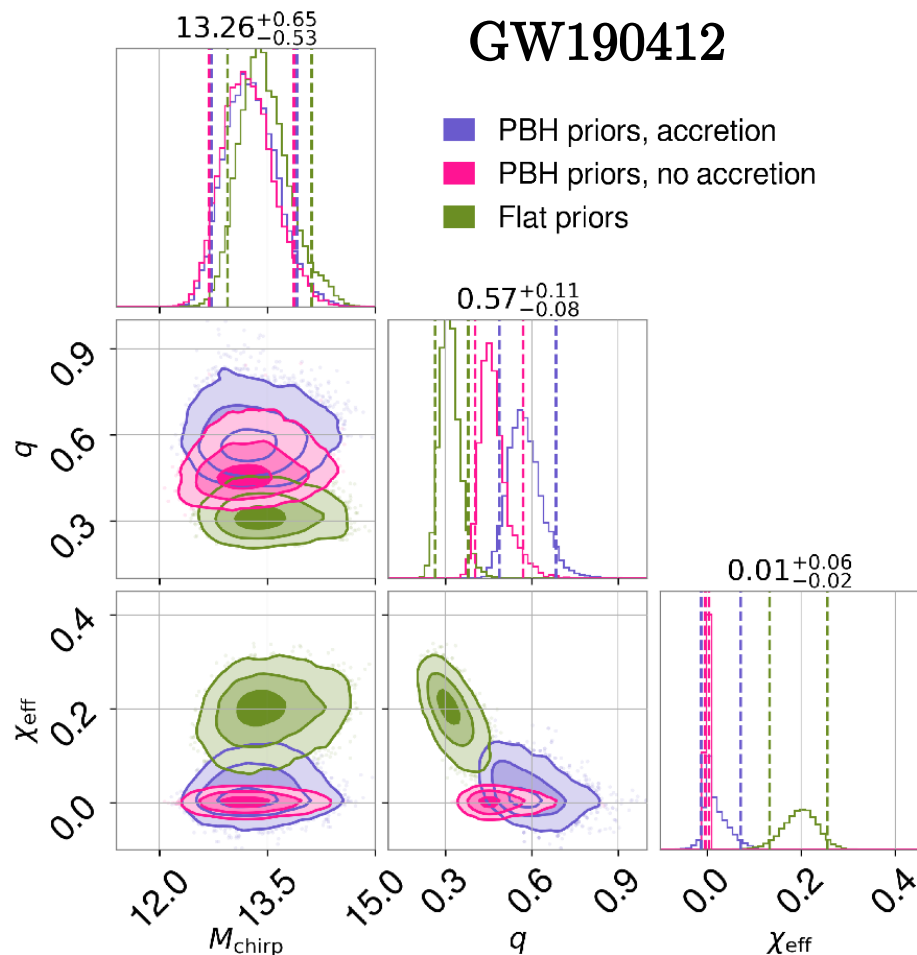 13.26+0.65−0.53
GW190412
PBH priors, accretion
PBH priors, no accretion
Flat priors
0.57+0.11−0.08
0.9
0.6
0.3
q
0.01+0.06−0.02
0.4
0.2
0.0
χeff
12.0 13.5 15.0
0.3 0.6 0.9
0.0 0.2 0.4
Mchirp q χeff